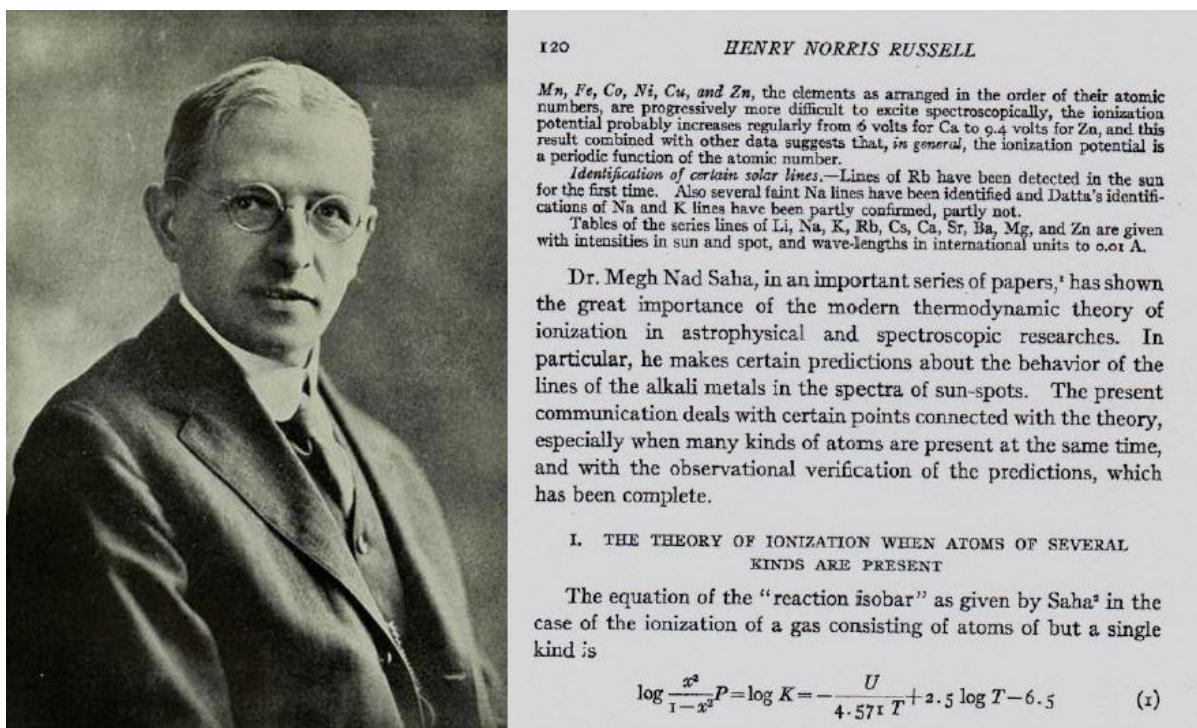 120 HENRY NORRIS RUSSELL
Mn, Fe, Co, Ni, Cu, and Zn, the elements as arranged in the order of their atomic
numbers, are progressively more difficult to excite spectroscopically, the ionization
potential probably increases regularly from 6 volts for Ca to 9.4 volts for Zn, and this
result combined with other data suggests that, in general, the ionization potential is
a periodic function of the atomic number.
Identification of certain solar lines.—Lines of Rb have been detected in the sun
for the first time. Also several faint Na lines have been identified and Datta's identifi-
cations of Na and K lines have been partly confirmed, partly not.
Tables of the series lines of Li, Na, K, Rb, Cs, Ca, Sr, Ba, Mg, and Zn are given
with intensities in sun and spot, and wave-lengths in international units to 0.01 A.
Dr. Megh Nad Saha, in an important series of papers,¹ has shown
the great importance of the modern thermodynamic theory of
ionization in astrophysical and spectroscopic researches. In
particular, he makes certain predictions about the behavior of the
lines of the alkali metals in the spectra of sun-spots. The present
communication deals with certain points connected with the theory,
especially when many kinds of atoms are present at the same time,
and with the observational verification of the predictions, which
has been complete.
I. THE THEORY OF IONIZATION WHEN ATOMS OF SEVERAL
KINDS ARE PRESENT
The equation of the "reaction isobar" as given by Saha² in the
case of the ionization of a gas consisting of atoms of but a single
kind is
log x²/(1−x²) P = log K = − U/(4.571 T) + 2.5 log T − 6.5 (1)